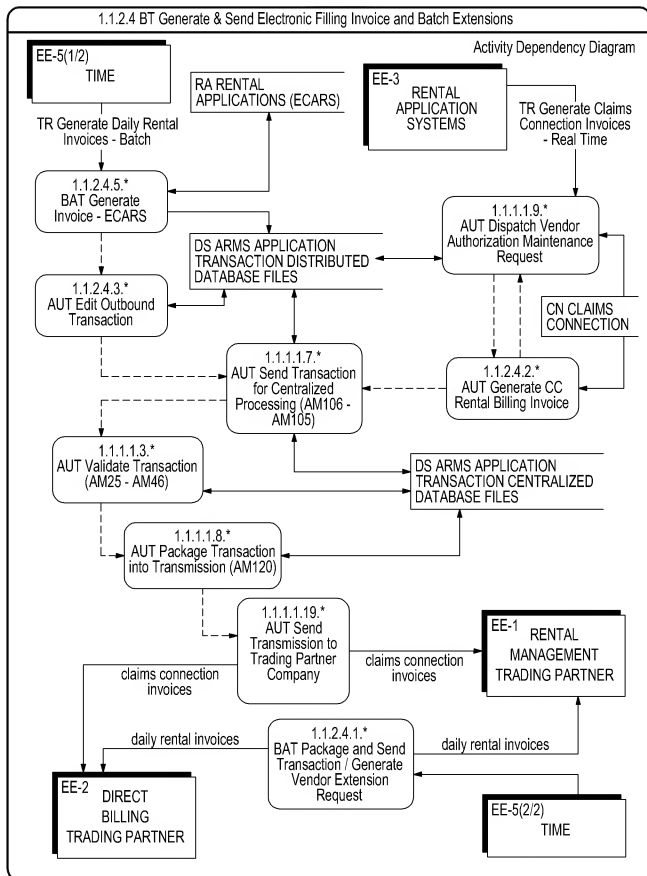 1.1.2.4 BT Generate & Send Electronic Filling Invoice and Batch Extensions
Activity Dependency Diagram
EE-5(1/2)
TIME
RA RENTAL
APPLICATIONS (ECARS)
EE-3
RENTAL
APPLICATION
SYSTEMS
TR Generate Daily Rental
Invoices - Batch
TR Generate Claims
Connection Invoices
- Real Time
1.1.2.4.5.*
BAT Generate
Invoice - ECARS
1.1.1.1.9.*
AUT Dispatch Vendor
Authorization Maintenance
Request
DS ARMS APPLICATION
TRANSACTION DISTRIBUTED
DATABASE FILES
1.1.2.4.3.*
AUT Edit Outbound
Transaction
CN CLAIMS
CONNECTION
1.1.1.1.7.*
AUT Send Transaction
for Centralized
Processing (AM106 -
AM105)
1.1.2.4.2.*
AUT Generate CC
Rental Billing Invoice
1.1.1.1.3.*
AUT Validate Transaction
(AM25 - AM46)
DS ARMS APPLICATION
TRANSACTION CENTRALIZED
DATABASE FILES
1.1.1.1.8.*
AUT Package Transaction
into Transmission (AM120)
1.1.1.1.19.*
AUT Send
Transmission to
Trading Partner
Company
EE-1
RENTAL
MANAGEMENT
TRADING PARTNER
claims connection
invoices
claims connection
invoices
1.1.2.4.1.*
BAT Package and Send
Transaction / Generate
Vendor Extension
Request
daily rental invoices
daily rental invoices
EE-2
DIRECT
BILLING
TRADING PARTNER
EE-5(2/2)
TIME